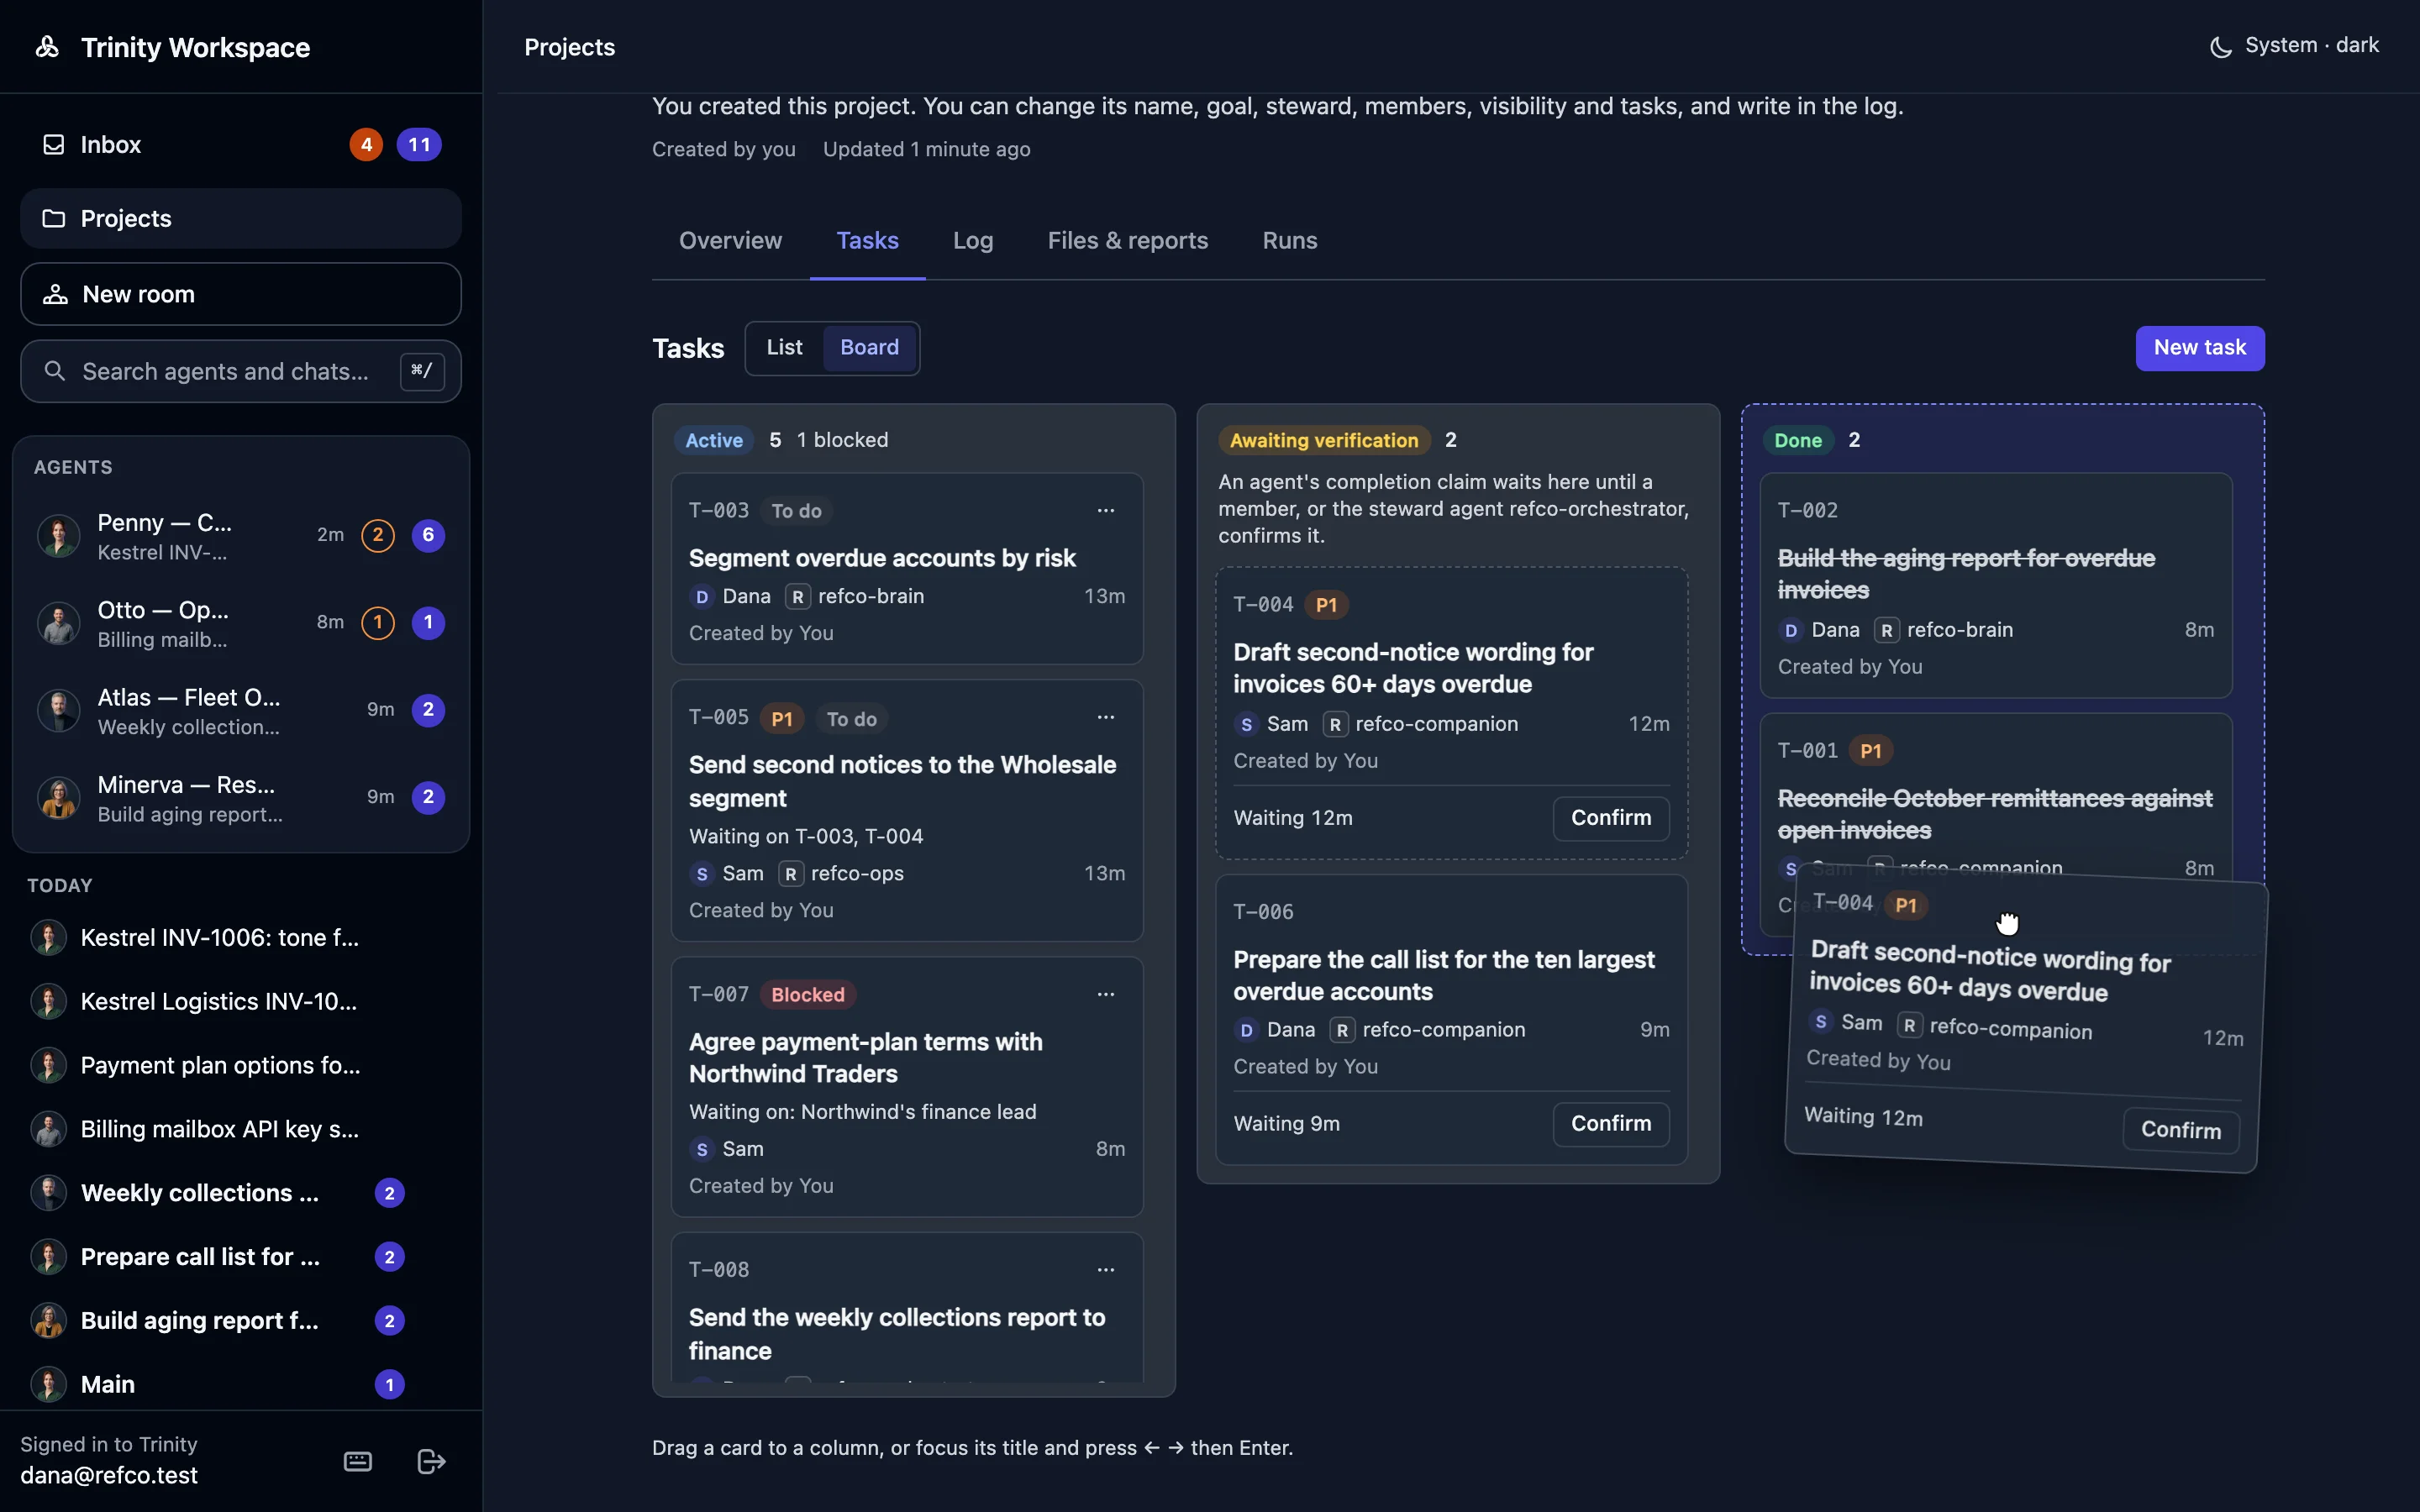 Trinity Workspace
Inbox
4
11
Projects
New room
Search agents and chats...
⌘/
AGENTS
Penny — C...
Kestrel INV-...
2m
2
6
Otto — Op...
Billing mailb...
8m
1
1
Atlas — Fleet O...
Weekly collection...
9m
2
Minerva — Res...
Build aging report...
9m
2
TODAY
Kestrel INV-1006: tone f...
Kestrel Logistics INV-10...
Payment plan options fo...
Billing mailbox API key s...
Weekly collections ...
2
Prepare call list for ...
2
Build aging report f...
2
Main
1
Signed in to Trinity
dana@refco.test
Projects
System · dark
You created this project. You can change its name, goal, steward, members, visibility and tasks, and write in the log.
Created by you
Updated 1 minute ago
Overview
Tasks
Log
Files & reports
Runs
Tasks
List
Board
New task
Active
5
1 blocked
T-003
To do
...
Segment overdue accounts by risk
D Dana R refco-brain
13m
Created by You
T-005
P1
To do
...
Send second notices to the Wholesale
segment
Waiting on T-003, T-004
S Sam R refco-ops
13m
Created by You
T-007
Blocked
...
Agree payment-plan terms with
Northwind Traders
Waiting on: Northwind's finance lead
S Sam
8m
Created by You
T-008
...
Send the weekly collections report to
finance
Awaiting verification
2
An agent's completion claim waits here until a
member, or the steward agent refco-orchestrator,
confirms it.
T-004
P1
Draft second-notice wording for
invoices 60+ days overdue
S Sam R refco-companion
12m
Created by You
Waiting 12m
Confirm
T-006
Prepare the call list for the ten largest
overdue accounts
D Dana R refco-companion
9m
Created by You
Waiting 9m
Confirm
Done
2
T-002
Build the aging report for overdue
invoices
D Dana R refco-brain
8m
Created by You
T-001
P1
Reconcile October remittances against
open invoices
S Sam R refco-companion
8m
T-004
P1
Draft second-notice wording for
invoices 60+ days overdue
S Sam R refco-companion
12m
Created by You
Waiting 12m
Confirm
Drag a card to a column, or focus its title and press ← → then Enter.